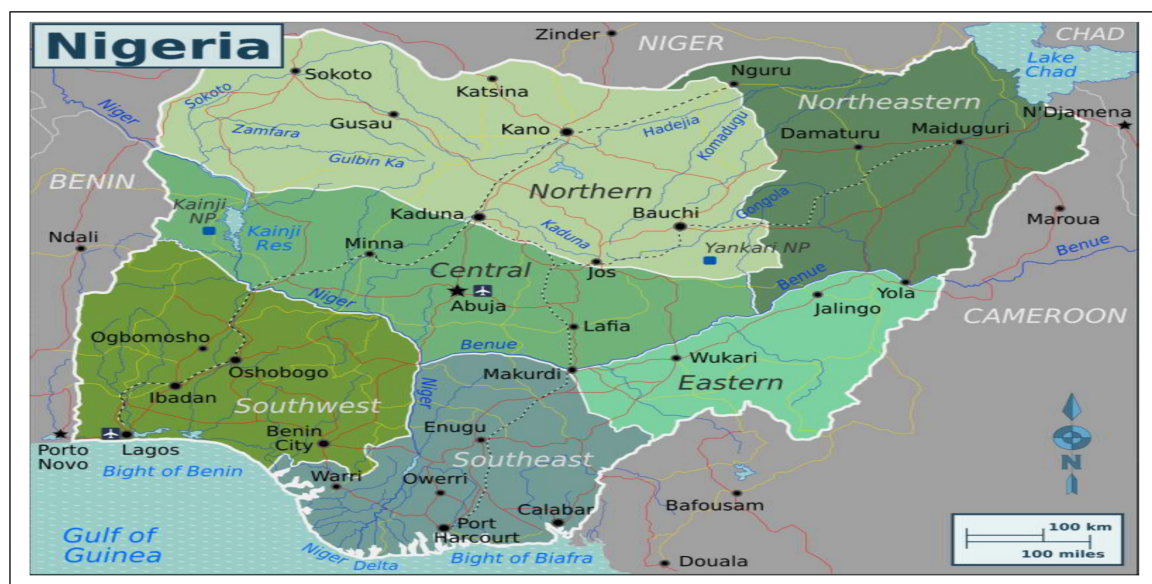 Nigeria
Zinder
NIGER
CHAD
Lake
Chad
Sokoto
Katsina
Nguru
Northeastern
N'Djamena
Sokoto
Niger
Gusau
Zamfara
Kano
Hadejia
Komadugu
Damaturu
Maiduguri
Gulbin Ka
BENIN
Northern
Kainji
NP
Kaduna
Bauchi
Gongola
Maroua
Ndali
Kainji
Res
Minna
Kaduna
Yankari NP
Benue
Central
Jos
Benue
Yola
Niger
Abuja
Jalingo
CAMEROON
Ogbomosho
Lafia
Benue
Wukari
Oshobogo
Makurdi
Eastern
Ibadan
Niger
Southwest
Enugu
Benin
City
Southeast
Porto
Novo
Lagos
Bight of Benin
Warri
Owerri
N
Calabar
Bafousam
Port
Harcourt
100 km
100 miles
Gulf of
Guinea
Niger
Delta
Bight of Biafra
Douala